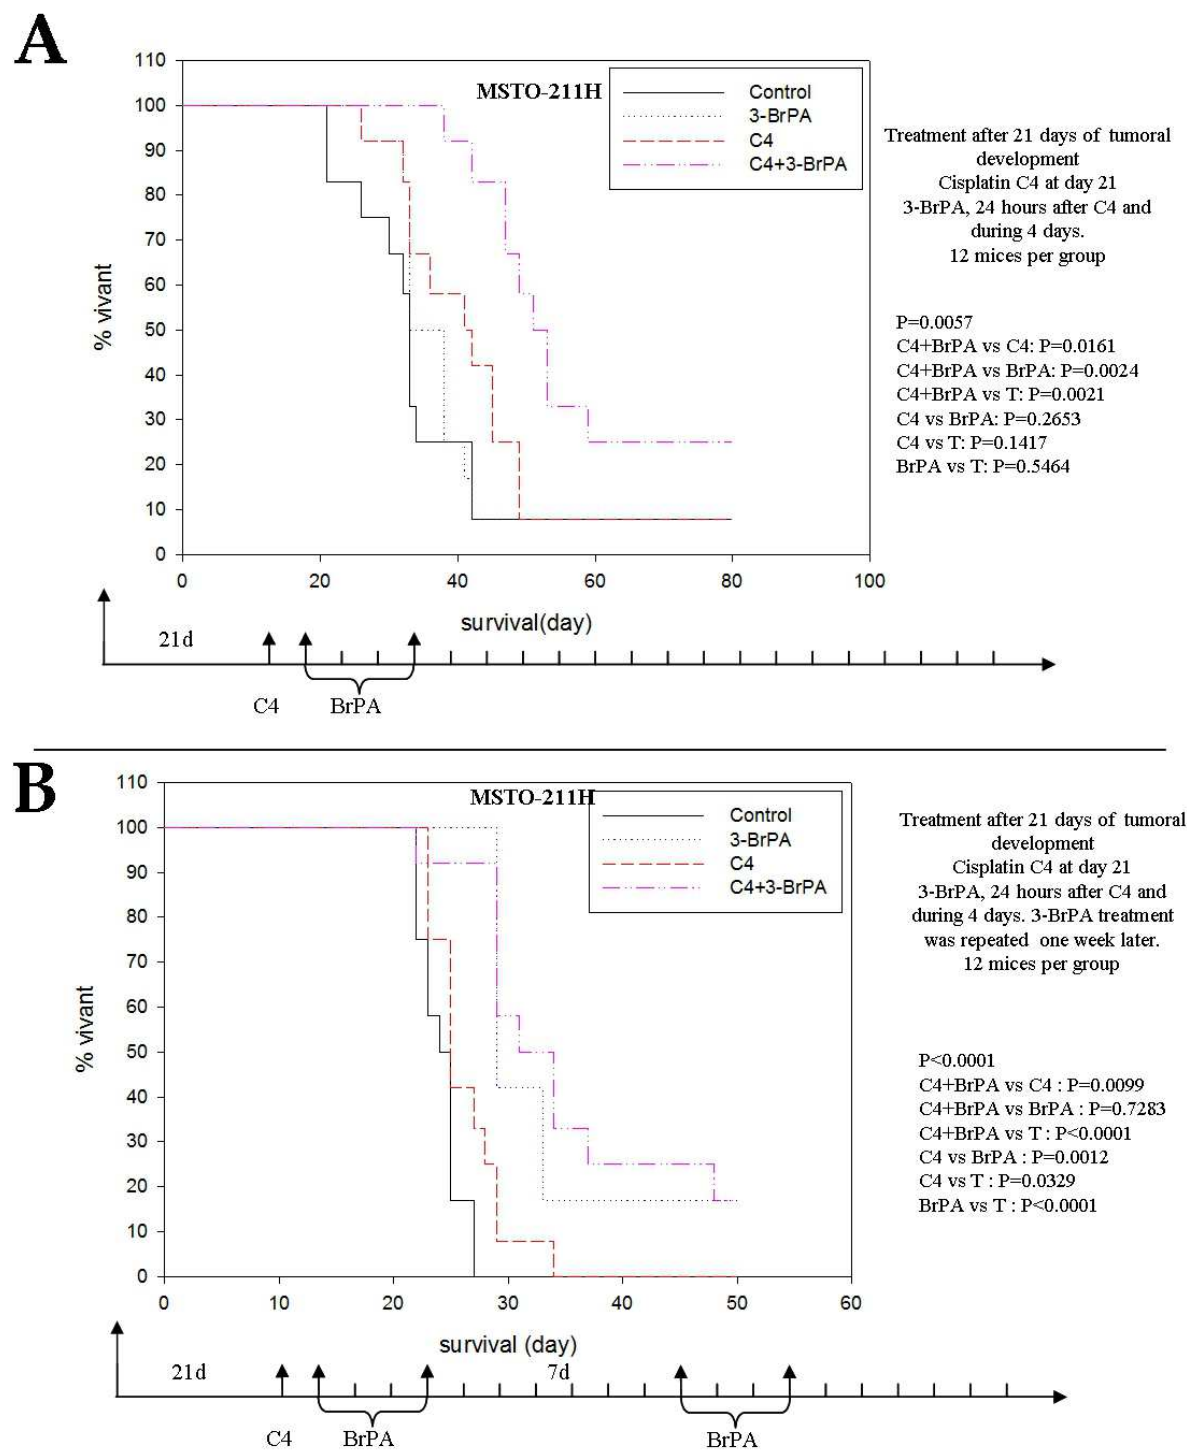 A
110
100
90
80
70
60
50
40
30
20
10
0
% vivant
MSTO-211H
Control
3-BrPA
C4
C4+3-BrPA
0 20 40 60 80 100
survival(day)
21d
C4 BrPA
Treatment after 21 days of tumoral
development
Cisplatin C4 at day 21
3-BrPA, 24 hours after C4 and
during 4 days.
12 mices per group
P=0.0057
C4+BrPA vs C4: P=0.0161
C4+BrPA vs BrPA: P=0.0024
C4+BrPA vs T: P=0.0021
C4 vs BrPA: P=0.2653
C4 vs T: P=0.1417
BrPA vs T: P=0.5464
B
110
100
90
80
70
60
50
40
30
20
10
0
% vivant
MSTO-211H
Control
3-BrPA
C4
C4+3-BrPA
0 10 20 30 40 50 60
survival (day)
21d 7d
C4 BrPA BrPA
Treatment after 21 days of tumoral
development
Cisplatin C4 at day 21
3-BrPA, 24 hours after C4 and
during 4 days. 3-BrPA treatment
was repeated one week later.
12 mices per group
P<0.0001
C4+BrPA vs C4 : P=0.0099
C4+BrPA vs BrPA : P=0.7283
C4+BrPA vs T : P<0.0001
C4 vs BrPA : P=0.0012
C4 vs T : P=0.0329
BrPA vs T : P<0.0001